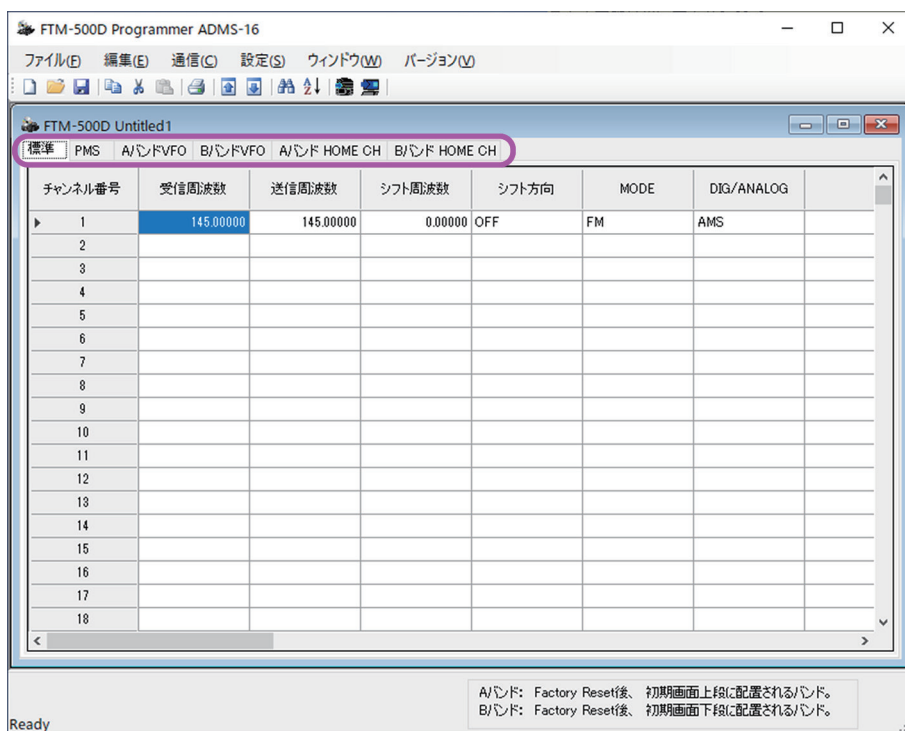 FTM-500D Programmer ADMS-16
ファイル(F) 編集(E) 通信(C) 設定(S) ウィンドウ(W) バージョン(V)
FTM-500D Untitled1
標準 PMS AバンドVFO BバンドVFO Aバンド HOME CH Bバンド HOME CH
チャンネル番号 受信周波数 送信周波数 シフト周波数 シフト方向 MODE DIG/ANALOG
1 145.00000 145.00000 0.00000 OFF FM AMS
2
3
4
5
6
7
8
9
10
11
12
13
14
15
16
17
18
Aバンド: Factory Reset後、 初期画面上段に配置されるバンド。
Bバンド: Factory Reset後、 初期画面下段に配置されるバンド。
Ready